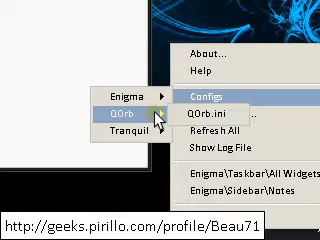 About...
Help
Enigma
Configs
QOrb
QOrb.ini
..
Tranquil
Refresh All
Show Log File
Enigma\Taskbar\All Widgets
Enigma\Sidebar\Notes
http://geeks.pirillo.com/profile/Beau71